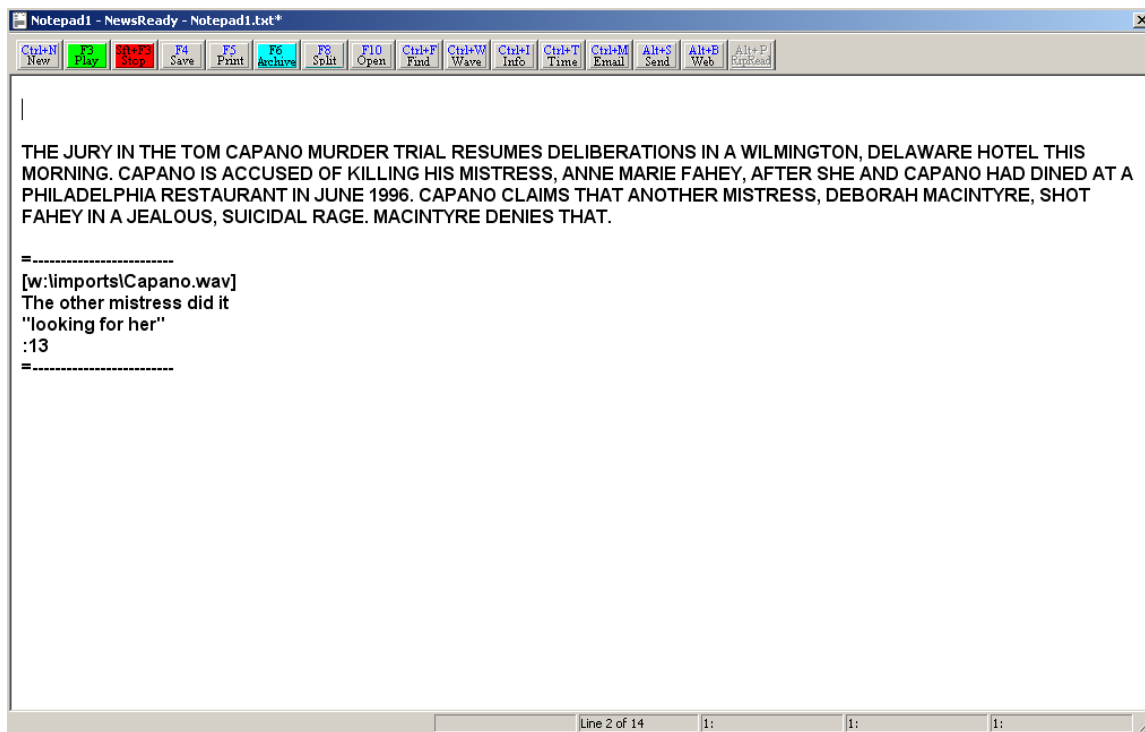 Notepad1 - NewsReady - Notepad1.txt*
Ctrl+N F3 Sft+F3 F4 F5 F6 F8 F10 Ctrl+F Ctrl+W Ctrl+I Ctrl+T Ctrl+M Alt+S Alt+B Alt+P
New Play Stop Save Print Archive Split Open Find Wave Info Time Email Send Web RipRead
THE JURY IN THE TOM CAPANO MURDER TRIAL RESUMES DELIBERATIONS IN A WILMINGTON, DELAWARE HOTEL THIS
MORNING. CAPANO IS ACCUSED OF KILLING HIS MISTRESS, ANNE MARIE FAHEY, AFTER SHE AND CAPANO HAD DINED AT A
PHILADELPHIA RESTAURANT IN JUNE 1996. CAPANO CLAIMS THAT ANOTHER MISTRESS, DEBORAH MACINTYRE, SHOT
FAHEY IN A JEALOUS, SUICIDAL RAGE. MACINTYRE DENIES THAT.
=-------------------------
[w:\imports\Capano.wav]
The other mistress did it
"looking for her"
:13
=-------------------------
Line 2 of 14 1: 1: 1: